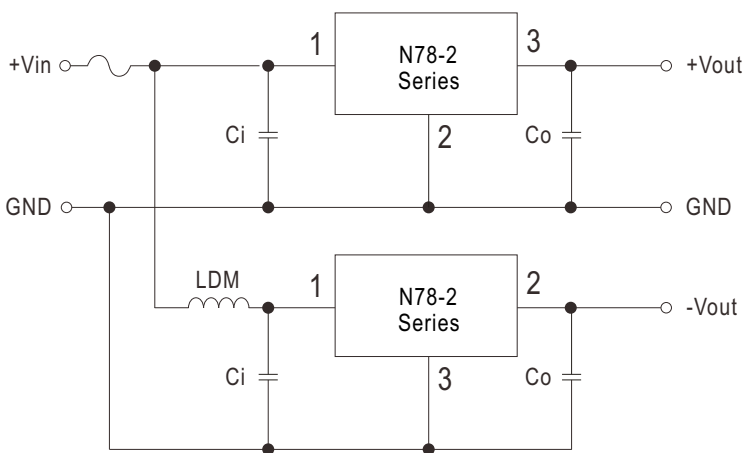 1
N78-2
Series
3
+Vin
+Vout
Ci
2
Co
GND
GND
LDM
1
N78-2
Series
2
-Vout
Ci
3
Co